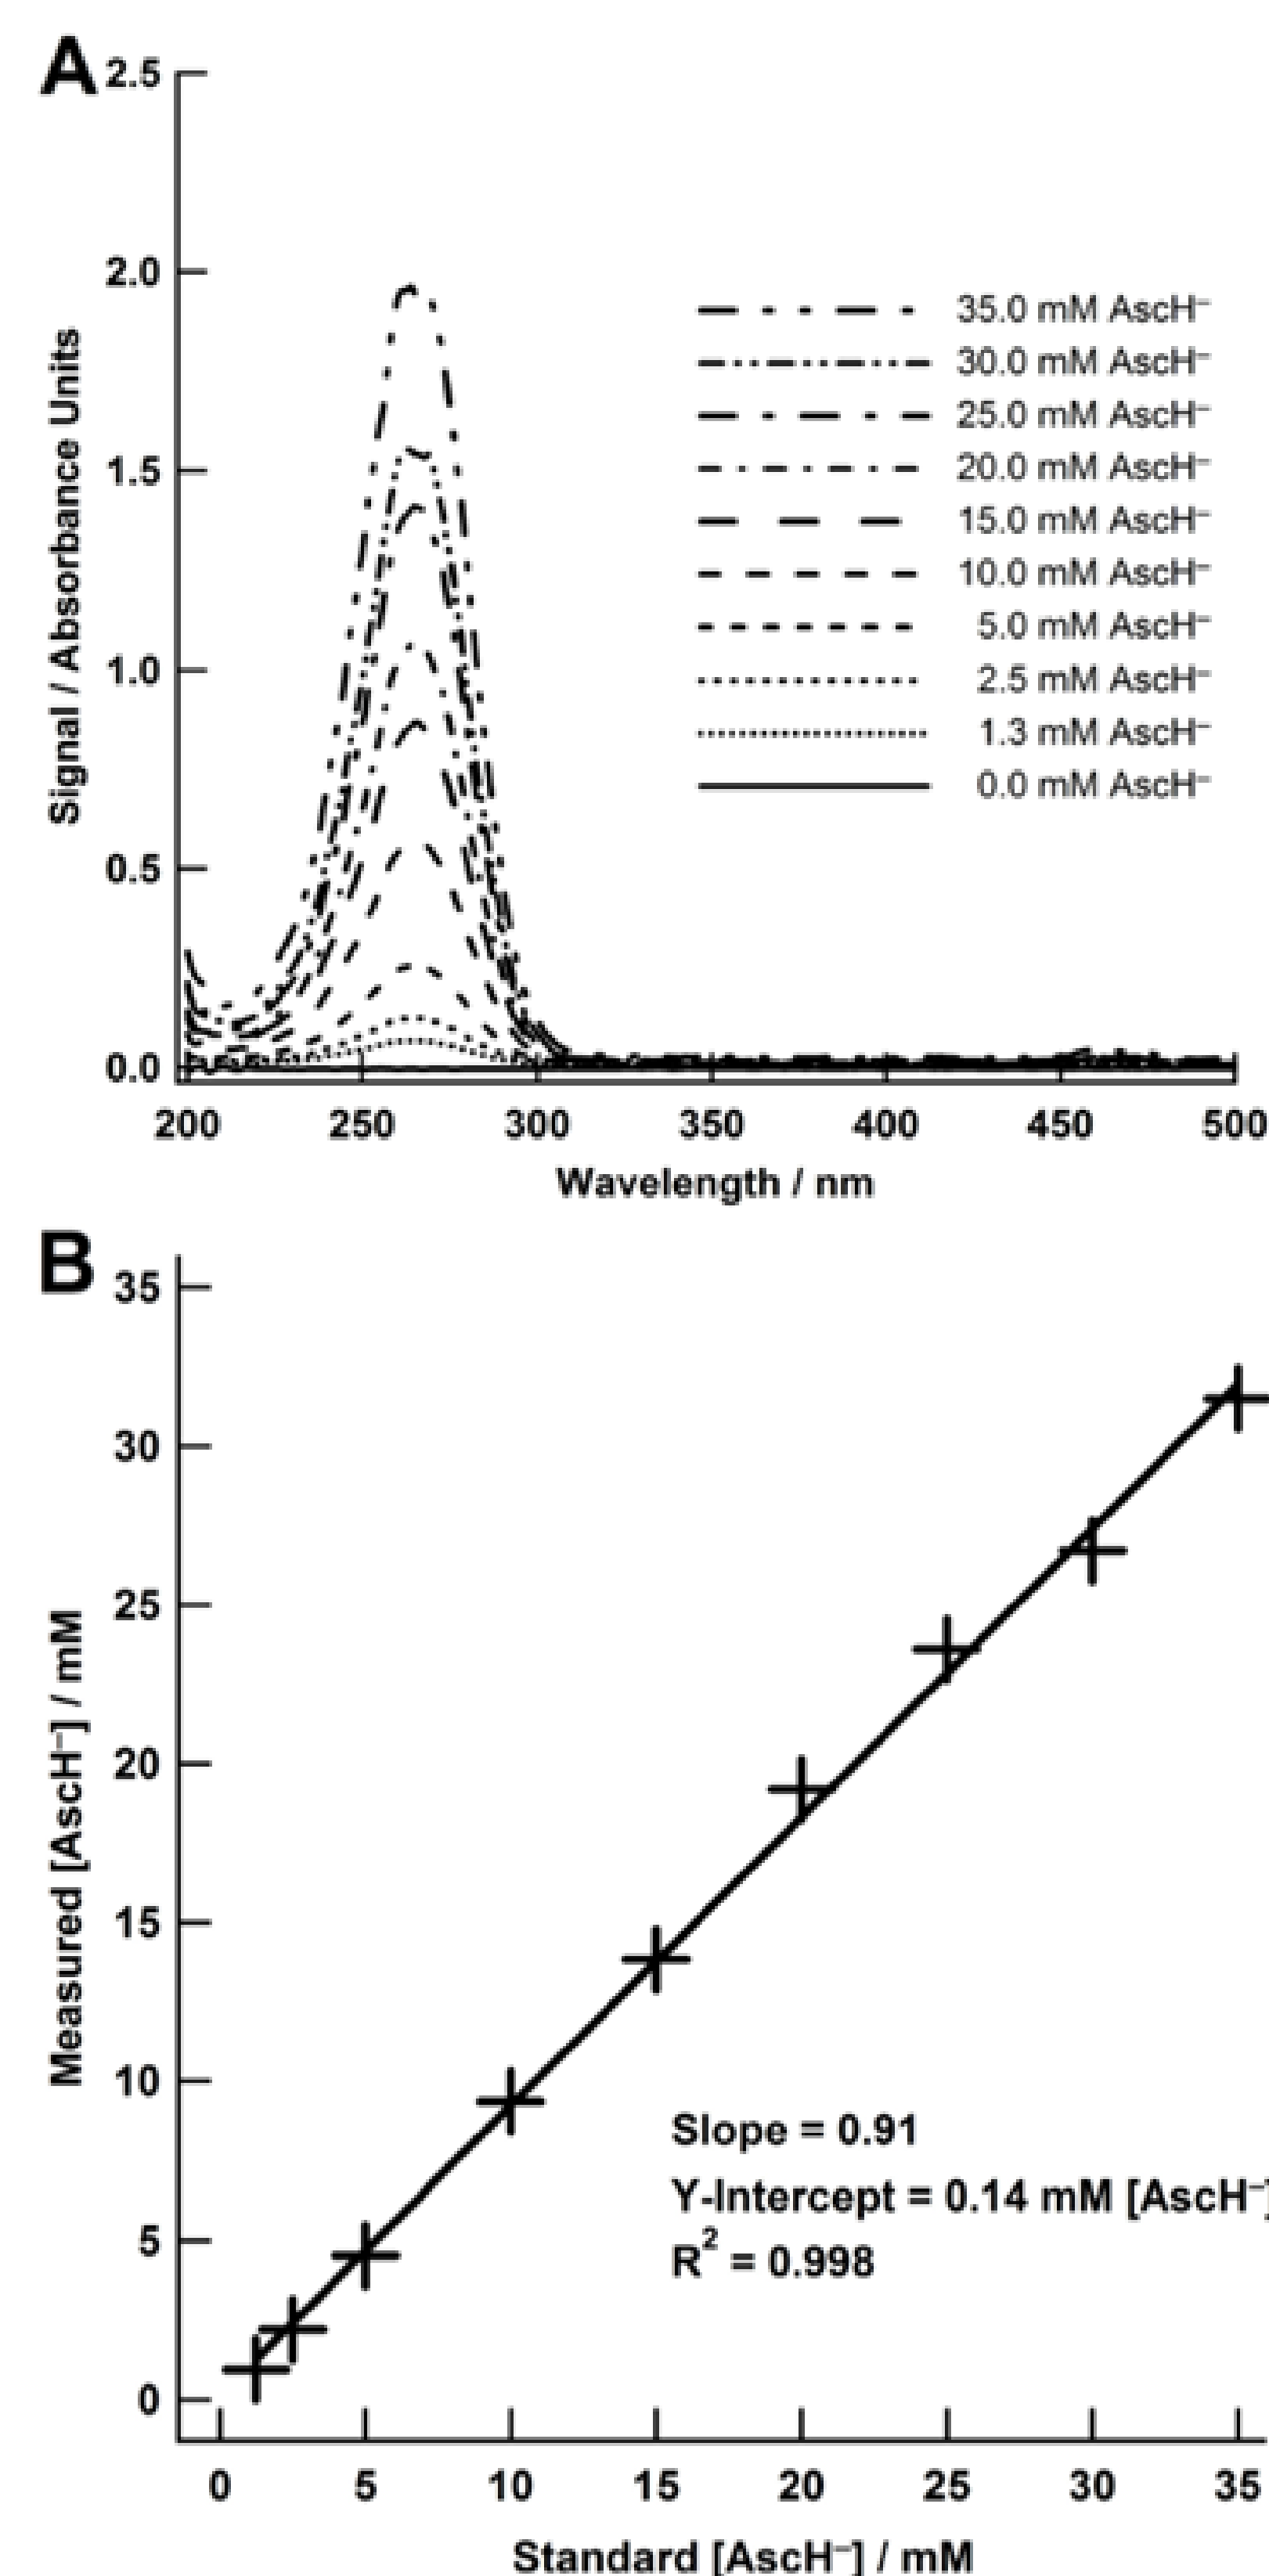 A
2.5
2.0
1.5
1.0
0.5
0.0
Signal / Absorbance Units
35.0 mM AscH⁻
30.0 mM AscH⁻
25.0 mM AscH⁻
20.0 mM AscH⁻
15.0 mM AscH⁻
10.0 mM AscH⁻
5.0 mM AscH⁻
2.5 mM AscH⁻
1.3 mM AscH⁻
0.0 mM AscH⁻
200 250 300 350 400 450 500
Wavelength / nm
B
35
30
25
20
15
10
5
0
Measured [AscH⁻] / mM
Slope = 0.91
Y-Intercept = 0.14 mM [AscH⁻]
R² = 0.998
0 5 10 15 20 25 30 35
Standard [AscH⁻] / mM